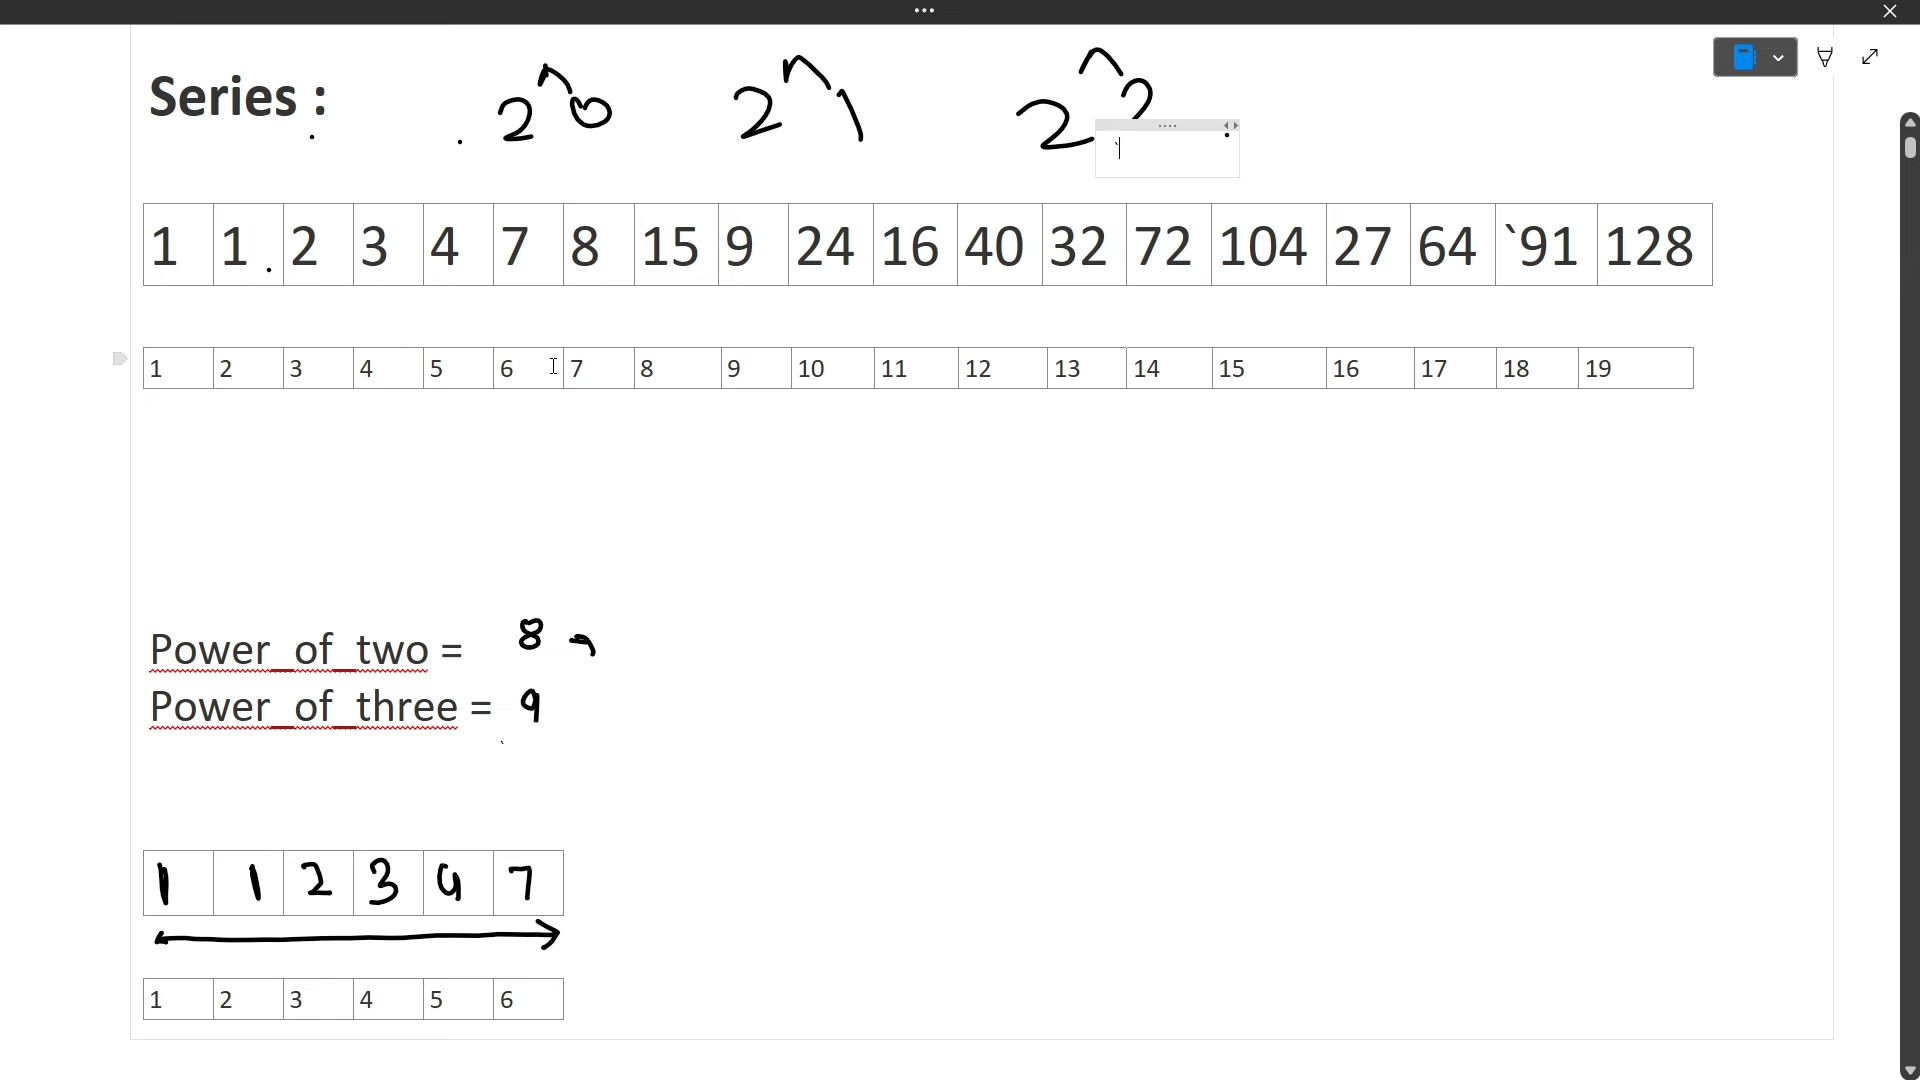 Series : 2^0 2^1 2^2
`
1 1 2 3 4 7 8 15 9 24 16 40 32 72 104 27 64 `91 128
1 2 3 4 5 6 7 8 9 10 11 12 13 14 15 16 17 18 19
Power_of_two = 8
Power_of_three = 9
`
1 1 2 3 4 7
1 2 3 4 5 6